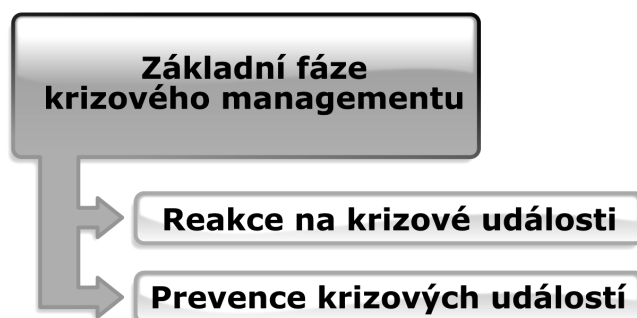 Základní fáze
krizového managementu
Reakce na krizové události
Prevence krizových událostí